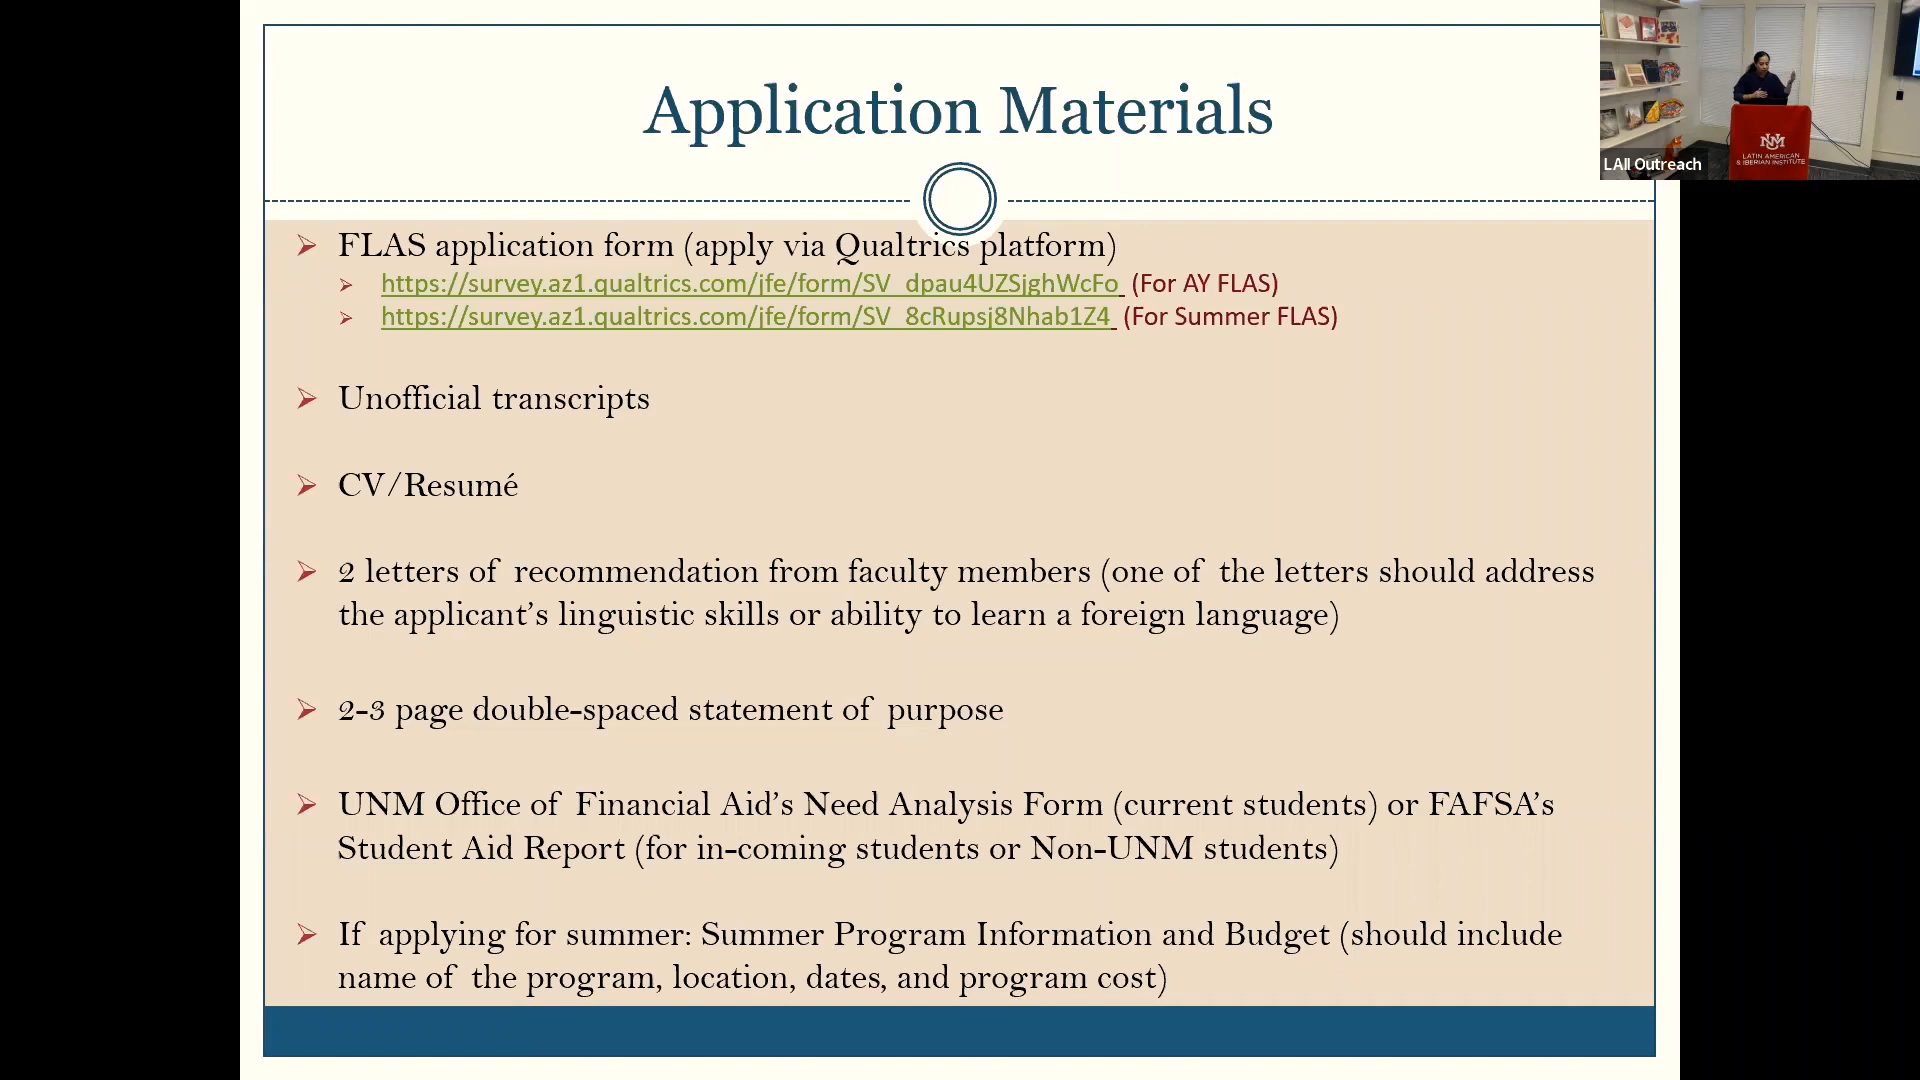 Application Materials
FLAS application form (apply via Qualtrics platform)
https://survey.az1.qualtrics.com/jfe/form/SV_dpau4UZSjghWcFo (For AY FLAS)
https://survey.az1.qualtrics.com/jfe/form/SV_8cRupsj8Nhab1Z4 (For Summer FLAS)
Unofficial transcripts
CV/Resumé
2 letters of recommendation from faculty members (one of the letters should address
the applicant’s linguistic skills or ability to learn a foreign language)
2-3 page double-spaced statement of purpose
UNM Office of Financial Aid’s Need Analysis Form (current students) or FAFSA’s
Student Aid Report (for in-coming students or Non-UNM students)
If applying for summer: Summer Program Information and Budget (should include
name of the program, location, dates, and program cost)
LAII Outreach
UNM
LATIN AMERICAN
& IBERIAN INSTITUTE